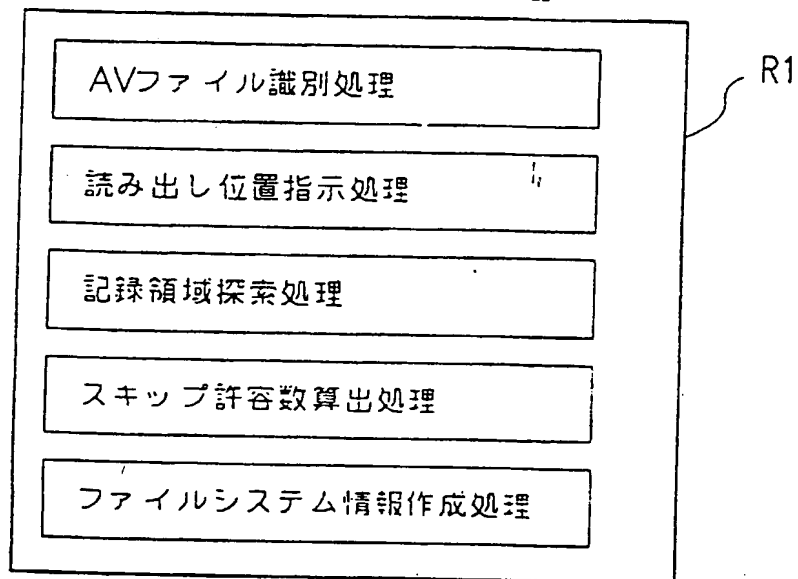 AVファイル識別処理
R1
読み出し位置指示処理
記録領域探索処理
スキップ許容数算出処理
ファイルシステム情報作成処理